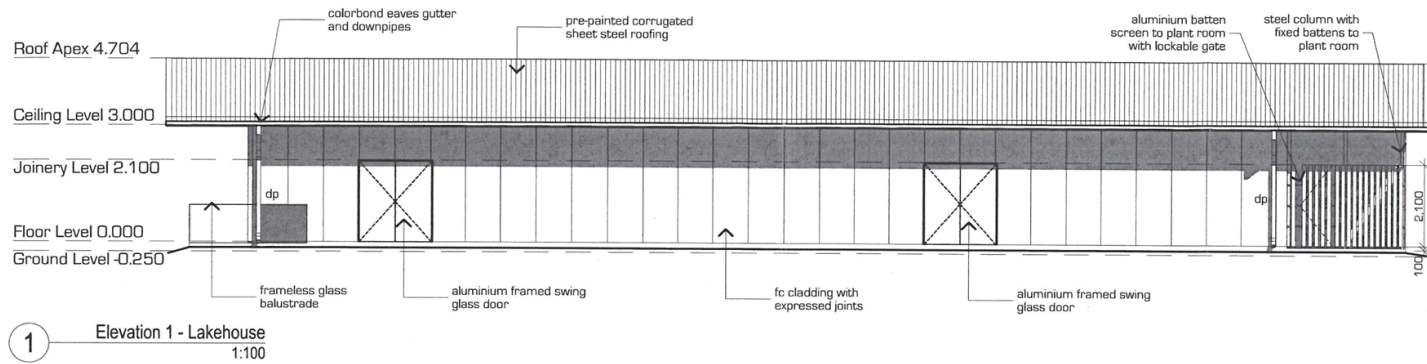 colorbond eaves gutter
and downpipes
pre-painted corrugated
sheet steel roofing
aluminium batten
screen to plant room
with lockable gate
steel column with
fixed battens to
plant room
Roof Apex 4.704
Ceiling Level 3.000
Joinery Level 2.100
dp
dp
2.100
Floor Level 0.000
Ground Level -0.250
100
frameless glass
balustrade
aluminium framed swing
glass door
fc cladding with
expressed joints
aluminium framed swing
glass door
1
Elevation 1 - Lakehouse
1:100